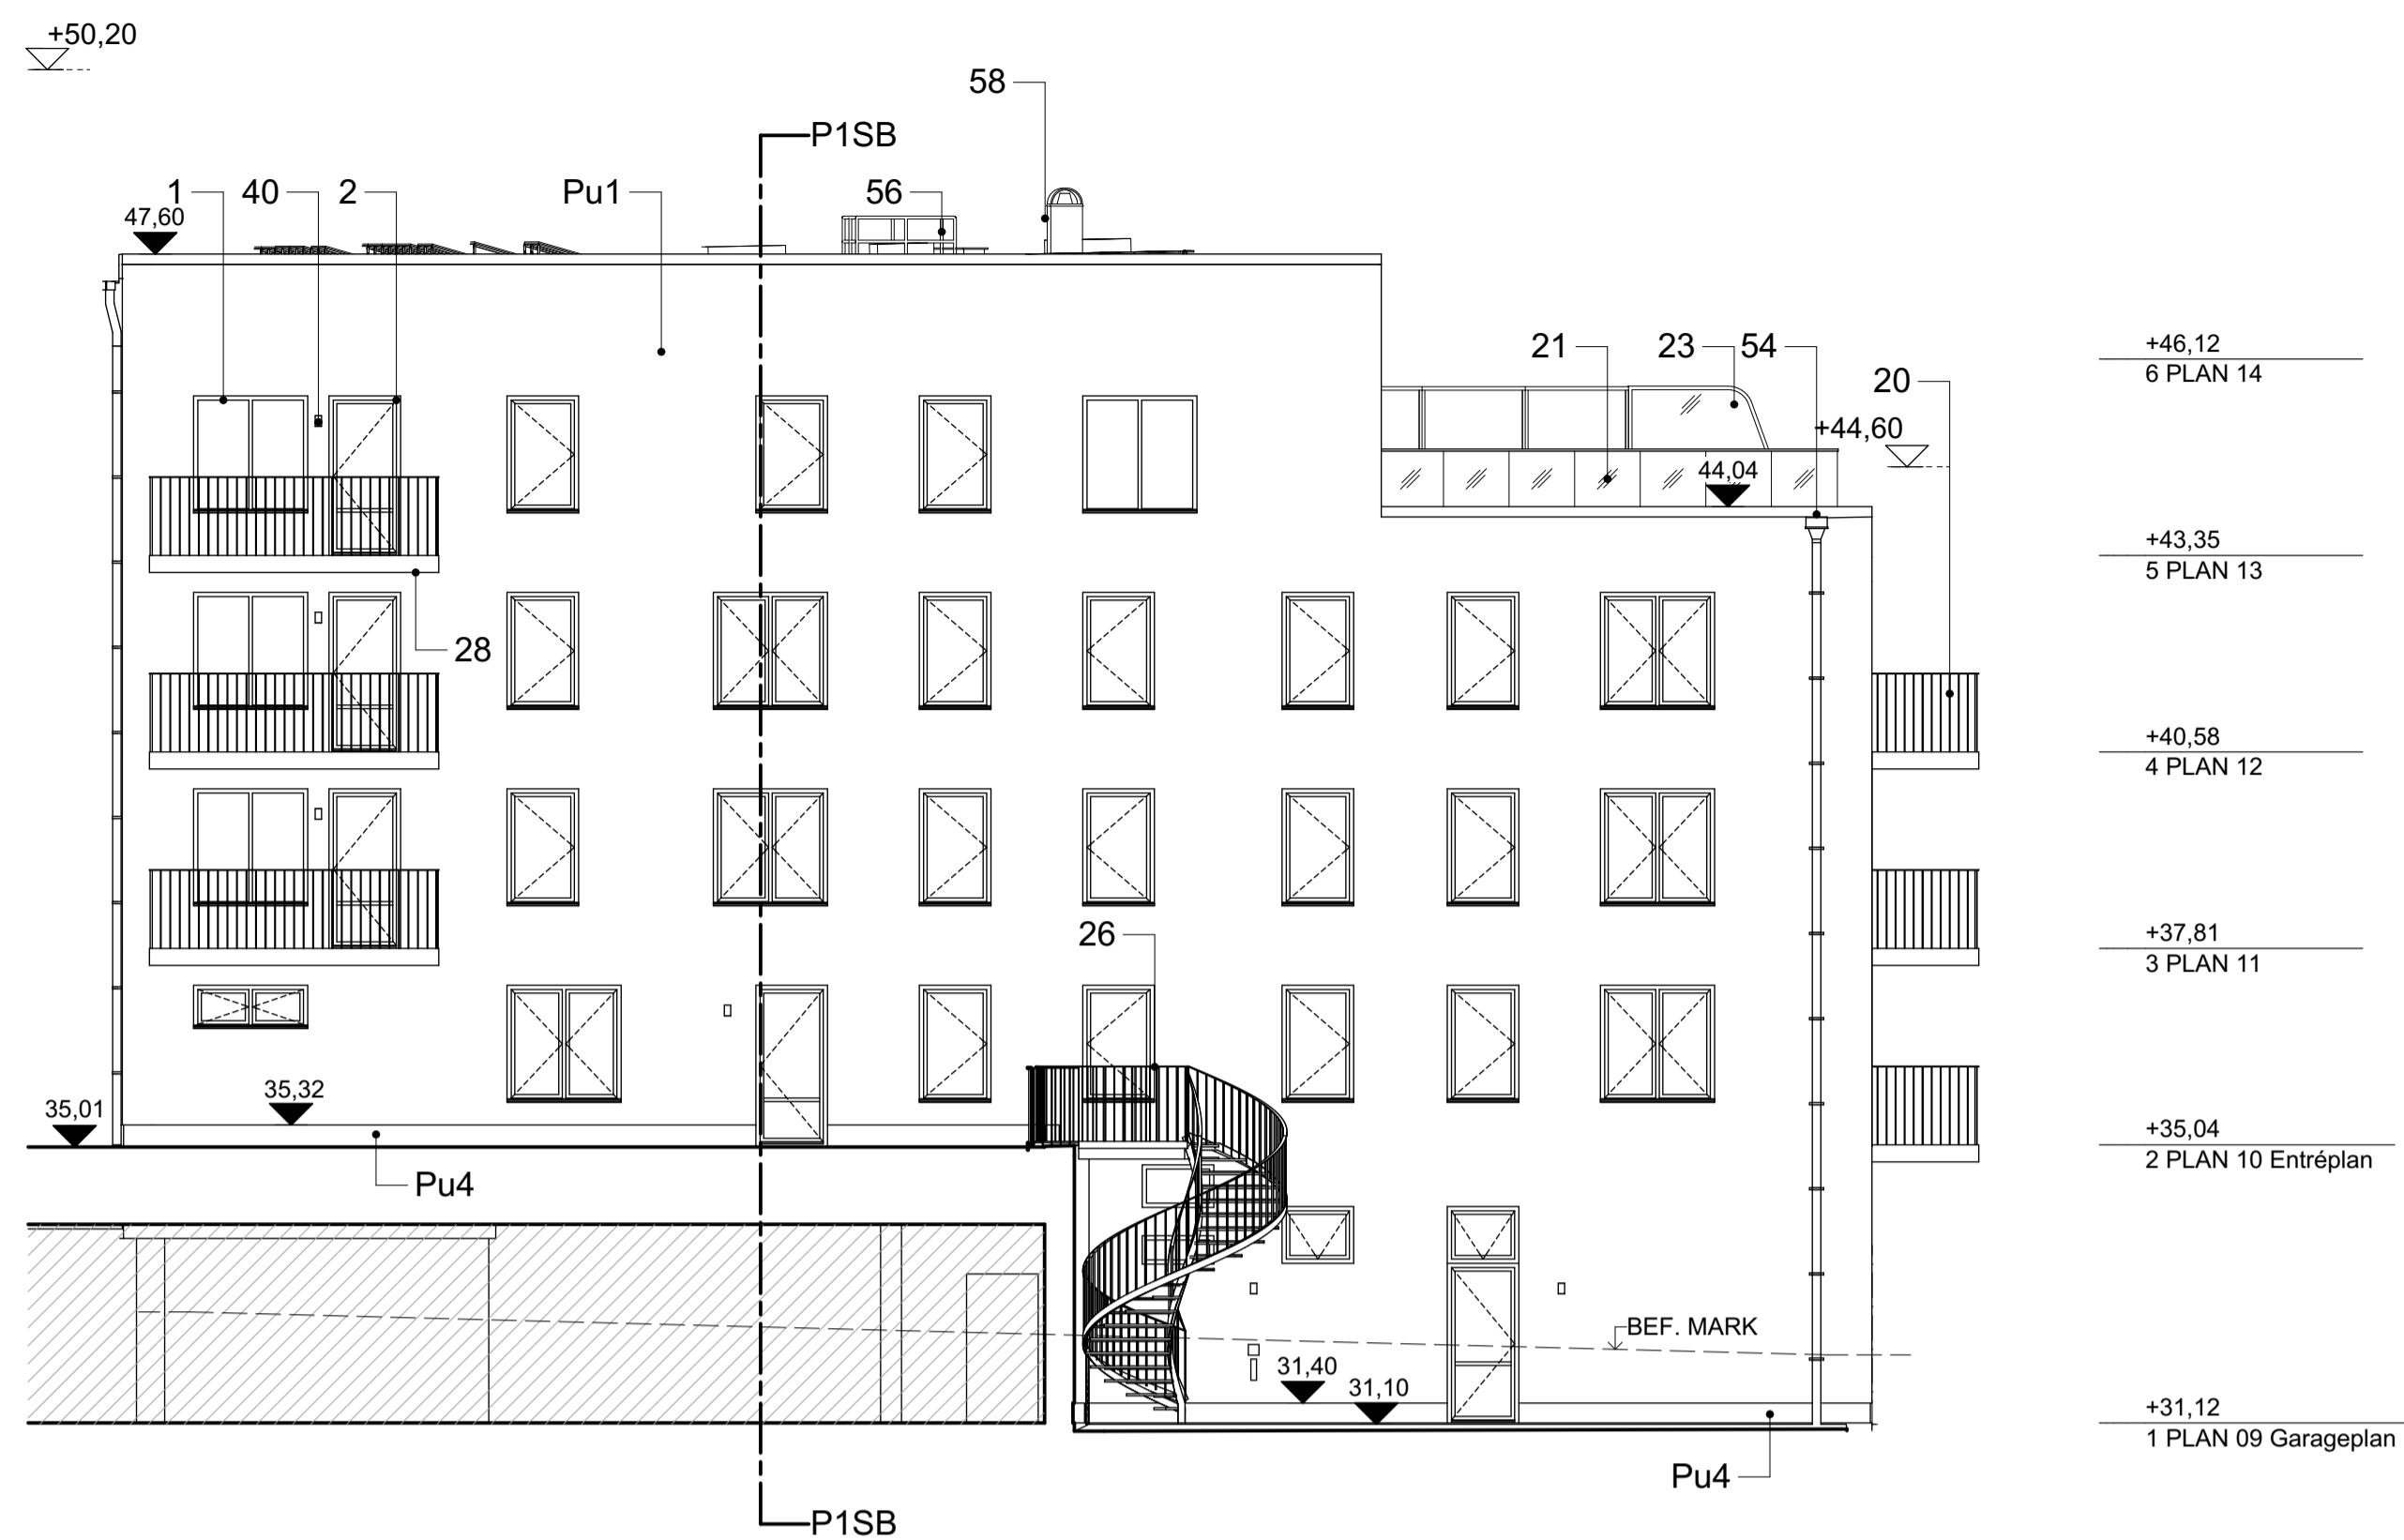 +50,20
58
P1SB
1
40
2
Pu1
56
47,60
21
23
54
20
+46,12
6 PLAN 14
+44,60
44,04
+43,35
5 PLAN 13
28
+40,58
4 PLAN 12
26
+37,81
3 PLAN 11
35,32
35,01
+35,04
2 PLAN 10 Entréplan
Pu4
BEF. MARK
31,40
31,10
+31,12
1 PLAN 09 Garageplan
Pu4
P1SB